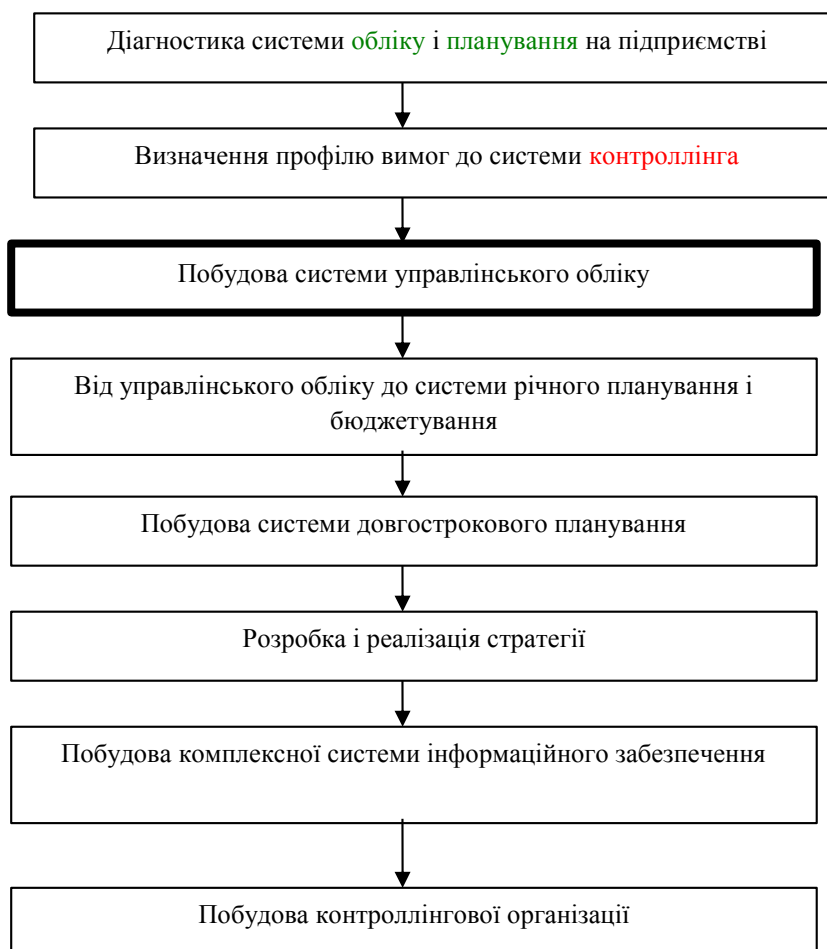 Діагностика системи обліку і планування на підприємстві
Визначення профілю вимог до системи контроллінга
Побудова системи управлінського обліку
Від управлінського обліку до системи річного планування і
бюджетування
Побудова системи довгострокового планування
Розробка і реалізація стратегії
Побудова комплексної системи інформаційного забезпечення
Побудова контроллінгової організації